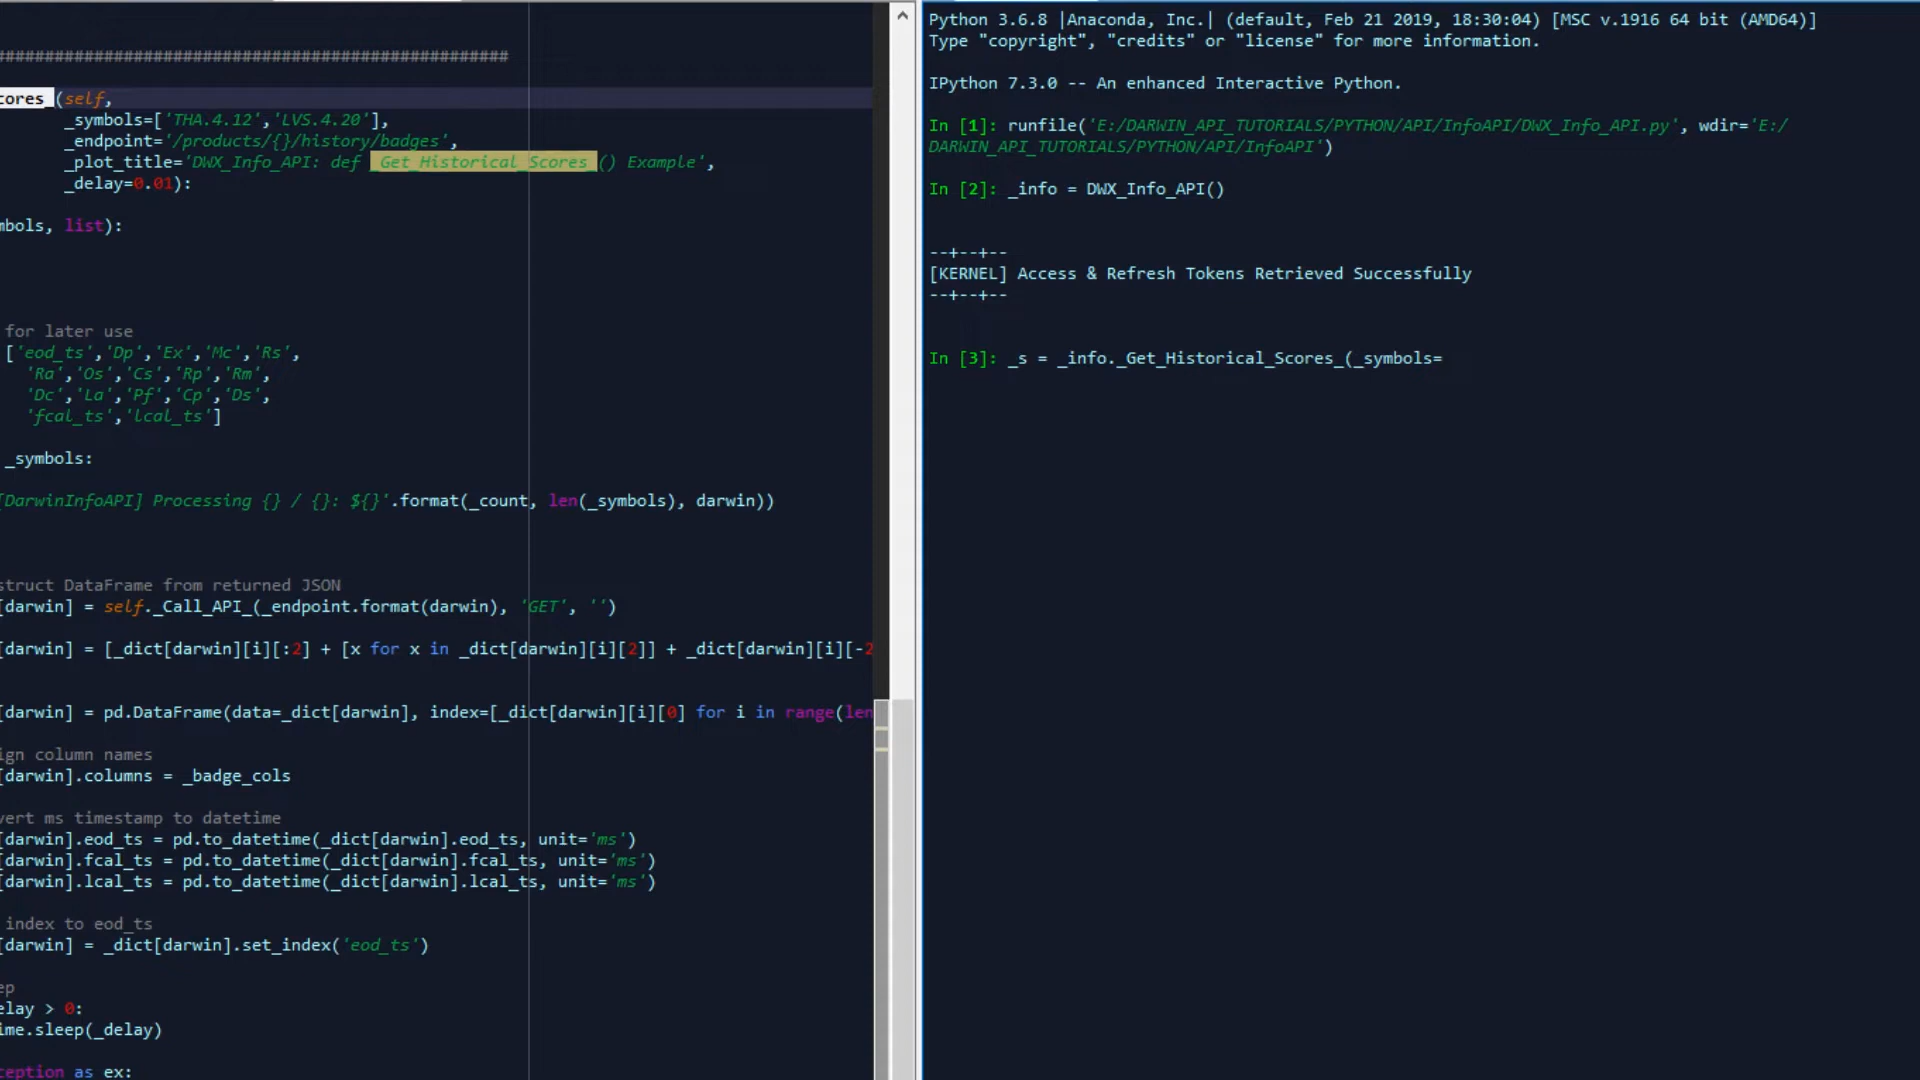 ####################################################
cores_(self,
_symbols=['THA.4.12','LVS.4.20'],
_endpoint='/products/{}/history/badges',
_plot_title='DWX_Info_API: def _Get_Historical_Scores_() Example',
_delay=0.01):
mbols, list):
for later use
['eod_ts','Dp','Ex','Mc','Rs',
'Ra','Os','Cs','Rp','Rm',
'Dc','La','Pf','Cp','Ds',
'fcal_ts','lcal_ts']
_symbols:
[DarwinInfoAPI] Processing {} / {}: ${}'.format(_count, len(_symbols), darwin))
struct DataFrame from returned JSON
[darwin] = self._Call_API_(_endpoint.format(darwin), 'GET', '')
[darwin] = [_dict[darwin][i][:2] + [x for x in _dict[darwin][i][2]] + _dict[darwin][i][-2
[darwin] = pd.DataFrame(data=_dict[darwin], index=[_dict[darwin][i][0] for i in range(len
ign column names
[darwin].columns = _badge_cols
vert ms timestamp to datetime
[darwin].eod_ts = pd.to_datetime(_dict[darwin].eod_ts, unit='ms')
[darwin].fcal_ts = pd.to_datetime(_dict[darwin].fcal_ts, unit='ms')
[darwin].lcal_ts = pd.to_datetime(_dict[darwin].lcal_ts, unit='ms')
index to eod_ts
[darwin] = _dict[darwin].set_index('eod_ts')
ep
elay > 0:
ime.sleep(_delay)
ception as ex:
Python 3.6.8 |Anaconda, Inc.| (default, Feb 21 2019, 18:30:04) [MSC v.1916 64 bit (AMD64)]
Type "copyright", "credits" or "license" for more information.
IPython 7.3.0 -- An enhanced Interactive Python.
In [1]: runfile('E:/DARWIN_API_TUTORIALS/PYTHON/API/InfoAPI/DWX_Info_API.py', wdir='E:/
DARWIN_API_TUTORIALS/PYTHON/API/InfoAPI')
In [2]: _info = DWX_Info_API()
--+--+--
[KERNEL] Access & Refresh Tokens Retrieved Successfully
--+--+--
In [3]: _s = _info._Get_Historical_Scores_(_symbols=